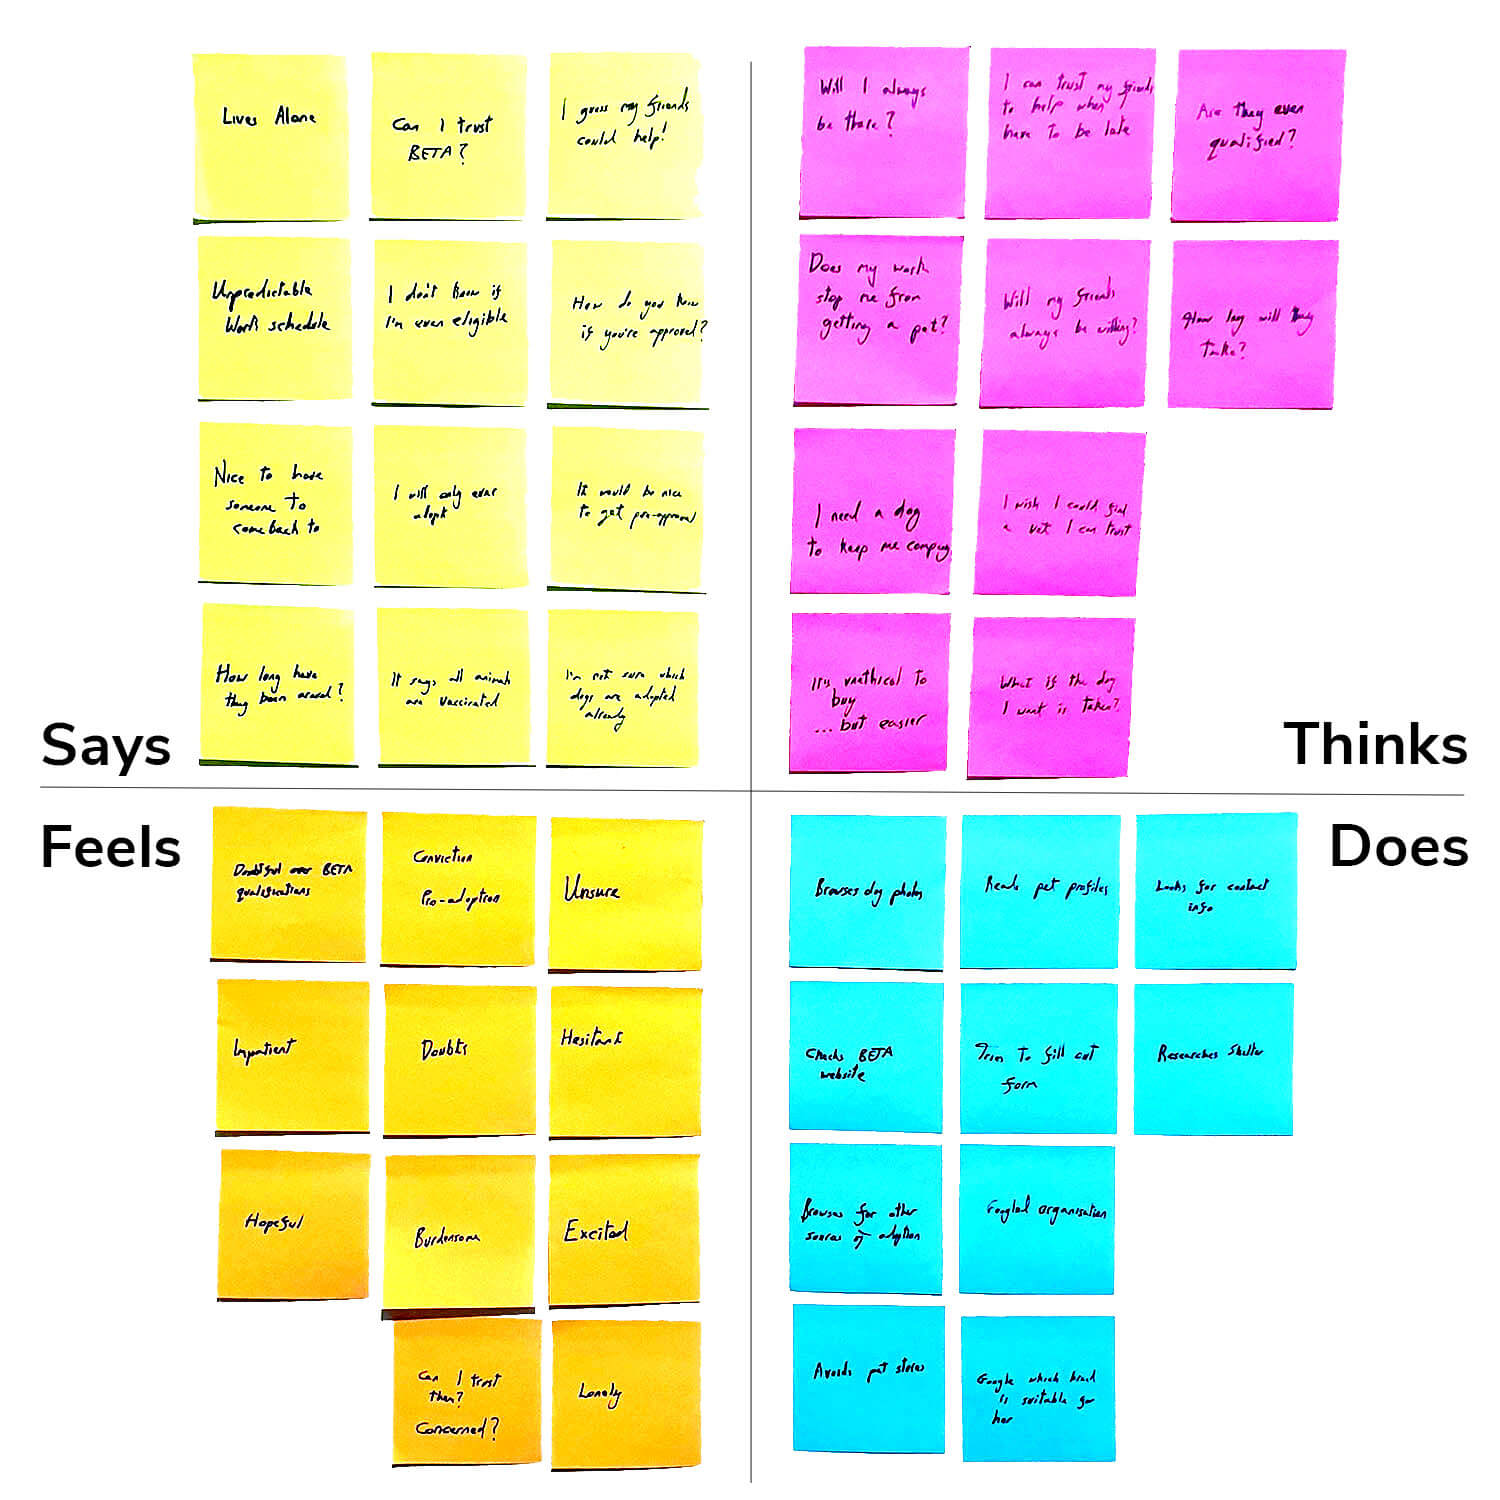 Lives Alone
Can I trust
BETA?
I guess my friends
could help!
Unpredictable
Work schedule
I don't know if
I'm even eligible
How do you know
if you're approved?
Nice to have
someone to
come back to
I will only ever
adopt
It would be nice
to get pre-approval
How long have
they been around?
It says all animals
are vaccinated
I'm not sure which
dogs are adopted
already
Says
Will I always
be there?
I can trust my friends
to help when
have to be late
Are they even
qualified?
Does my work
stop me from
getting a pet?
Will my friends
always be willing?
How long will they
take?
I need a dog
to keep me company
I wish I could find
a vet I can trust
It's unethical to
buy
...but easier
What if the dog
I want is taken?
Thinks
Feels
Doubtful over BETA
qualifications
Conviction
Pro-adoption
Unsure
Impatient
Doubts
Hesitant
Hopeful
Burdensome
Excited
Can I trust
them?
Concerned?
Lonely
Does
Browses dog photos
Reads pet profiles
Looks for contact
info
Checks BETA
website
Tries to fill out
form
Researches Shelter
Browses for other
sources of adoption
Googled organisation
Avoids pet stores
Google which breed
is suitable for
her